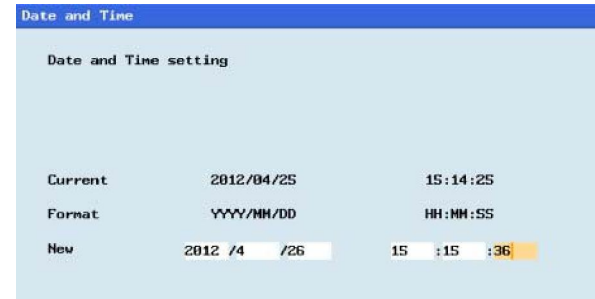 Date and Time
Date and Time setting
Current 2012/04/25 15:14:25
Format YYYY/MM/DD HH:MM:SS
New 2012 /4 /26 15 :15 :36